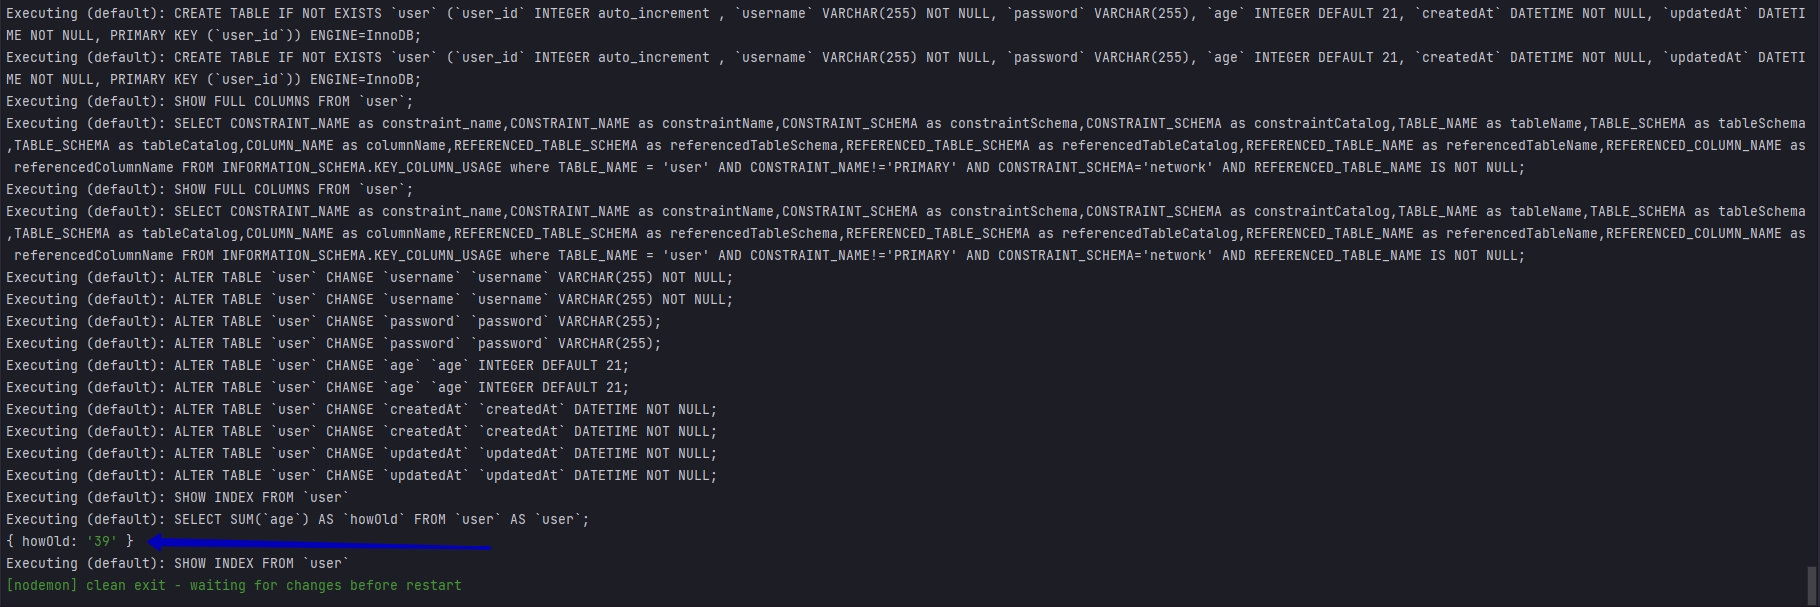 Executing (default): CREATE TABLE IF NOT EXISTS `user` (`user_id` INTEGER auto_increment , `username` VARCHAR(255) NOT NULL, `password` VARCHAR(255), `age` INTEGER DEFAULT 21, `createdAt` DATETIME NOT NULL, `updatedAt` DATETI
ME NOT NULL, PRIMARY KEY (`user_id`)) ENGINE=InnoDB;
Executing (default): CREATE TABLE IF NOT EXISTS `user` (`user_id` INTEGER auto_increment , `username` VARCHAR(255) NOT NULL, `password` VARCHAR(255), `age` INTEGER DEFAULT 21, `createdAt` DATETIME NOT NULL, `updatedAt` DATETI
ME NOT NULL, PRIMARY KEY (`user_id`)) ENGINE=InnoDB;
Executing (default): SHOW FULL COLUMNS FROM `user`;
Executing (default): SELECT CONSTRAINT_NAME as constraint_name,CONSTRAINT_NAME as constraintName,CONSTRAINT_SCHEMA as constraintSchema,CONSTRAINT_SCHEMA as constraintCatalog,TABLE_NAME as tableName,TABLE_SCHEMA as tableSchema
,TABLE_SCHEMA as tableCatalog,COLUMN_NAME as columnName,REFERENCED_TABLE_SCHEMA as referencedTableSchema,REFERENCED_TABLE_SCHEMA as referencedTableCatalog,REFERENCED_TABLE_NAME as referencedTableName,REFERENCED_COLUMN_NAME as
 referencedColumnName FROM INFORMATION_SCHEMA.KEY_COLUMN_USAGE where TABLE_NAME = 'user' AND CONSTRAINT_NAME!='PRIMARY' AND CONSTRAINT_SCHEMA='network' AND REFERENCED_TABLE_NAME IS NOT NULL;
Executing (default): SHOW FULL COLUMNS FROM `user`;
Executing (default): SELECT CONSTRAINT_NAME as constraint_name,CONSTRAINT_NAME as constraintName,CONSTRAINT_SCHEMA as constraintSchema,CONSTRAINT_SCHEMA as constraintCatalog,TABLE_NAME as tableName,TABLE_SCHEMA as tableSchema
,TABLE_SCHEMA as tableCatalog,COLUMN_NAME as columnName,REFERENCED_TABLE_SCHEMA as referencedTableSchema,REFERENCED_TABLE_SCHEMA as referencedTableCatalog,REFERENCED_TABLE_NAME as referencedTableName,REFERENCED_COLUMN_NAME as
 referencedColumnName FROM INFORMATION_SCHEMA.KEY_COLUMN_USAGE where TABLE_NAME = 'user' AND CONSTRAINT_NAME!='PRIMARY' AND CONSTRAINT_SCHEMA='network' AND REFERENCED_TABLE_NAME IS NOT NULL;
Executing (default): ALTER TABLE `user` CHANGE `username` `username` VARCHAR(255) NOT NULL;
Executing (default): ALTER TABLE `user` CHANGE `username` `username` VARCHAR(255) NOT NULL;
Executing (default): ALTER TABLE `user` CHANGE `password` `password` VARCHAR(255);
Executing (default): ALTER TABLE `user` CHANGE `password` `password` VARCHAR(255);
Executing (default): ALTER TABLE `user` CHANGE `age` `age` INTEGER DEFAULT 21;
Executing (default): ALTER TABLE `user` CHANGE `age` `age` INTEGER DEFAULT 21;
Executing (default): ALTER TABLE `user` CHANGE `createdAt` `createdAt` DATETIME NOT NULL;
Executing (default): ALTER TABLE `user` CHANGE `createdAt` `createdAt` DATETIME NOT NULL;
Executing (default): ALTER TABLE `user` CHANGE `updatedAt` `updatedAt` DATETIME NOT NULL;
Executing (default): ALTER TABLE `user` CHANGE `updatedAt` `updatedAt` DATETIME NOT NULL;
Executing (default): SHOW INDEX FROM `user`
Executing (default): SELECT SUM(`age`) AS `howOld` FROM `user` AS `user`;
{ howOld: '39' }
Executing (default): SHOW INDEX FROM `user`
[nodemon] clean exit - waiting for changes before restart